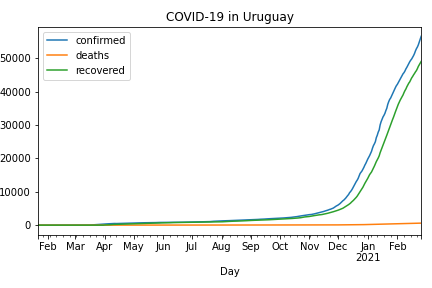 COVID-19 in Uruguay
confirmed
deaths
recovered
50000
40000
30000
20000
10000
0
Feb Mar Apr May Jun Jul Aug Sep Oct Nov Dec Jan Feb
2021
Day